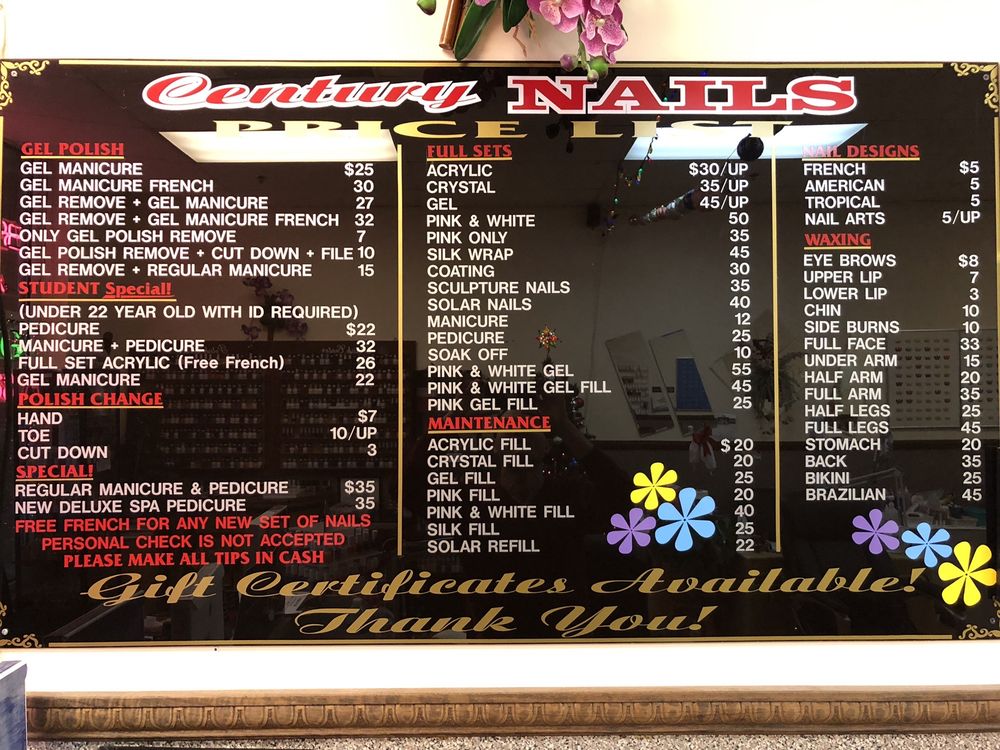 Century NAILS
PRICE LIST
GEL POLISH
GEL MANICURE $25
GEL MANICURE FRENCH 30
GEL REMOVE + GEL MANICURE 27
GEL REMOVE + GEL MANICURE FRENCH 32
ONLY GEL POLISH REMOVE 7
GEL POLISH REMOVE + CUT DOWN + FILE 10
GEL REMOVE + REGULAR MANICURE 15
STUDENT Special!
(UNDER 22 YEAR OLD WITH ID REQUIRED)
PEDICURE $22
MANICURE + PEDICURE 32
FULL SET ACRYLIC (Free French) 26
GEL MANICURE 22
POLISH CHANGE
HAND $7
TOE 10/UP
CUT DOWN 3
SPECIAL!
REGULAR MANICURE & PEDICURE $35
NEW DELUXE SPA PEDICURE 35
FREE FRENCH FOR ANY NEW SET OF NAILS
PERSONAL CHECK IS NOT ACCEPTED
PLEASE MAKE ALL TIPS IN CASH
FULL SETS
ACRYLIC $30/UP
CRYSTAL 35/UP
GEL 45/UP
PINK & WHITE 50
PINK ONLY 35
SILK WRAP 45
COATING 30
SCULPTURE NAILS 35
SOLAR NAILS 40
MANICURE 12
PEDICURE 25
SOAK OFF 10
PINK & WHITE GEL 55
PINK & WHITE GEL FILL 45
PINK GEL FILL 25
MAINTENANCE
ACRYLIC FILL $20
CRYSTAL FILL 20
GEL FILL 25
PINK FILL 20
PINK & WHITE FILL 40
SILK FILL 25
SOLAR REFILL 22
NAIL DESIGNS
FRENCH $5
AMERICAN 5
TROPICAL 5
NAIL ARTS 5/UP
WAXING
EYE BROWS $8
UPPER LIP 7
LOWER LIP 3
CHIN 10
SIDE BURNS 10
FULL FACE 33
UNDER ARM 15
HALF ARM 20
FULL ARM 35
HALF LEGS 25
FULL LEGS 45
STOMACH 20
BACK 35
BIKINI 25
BRAZILIAN 45
Gift Certificates Available!
Thank You!